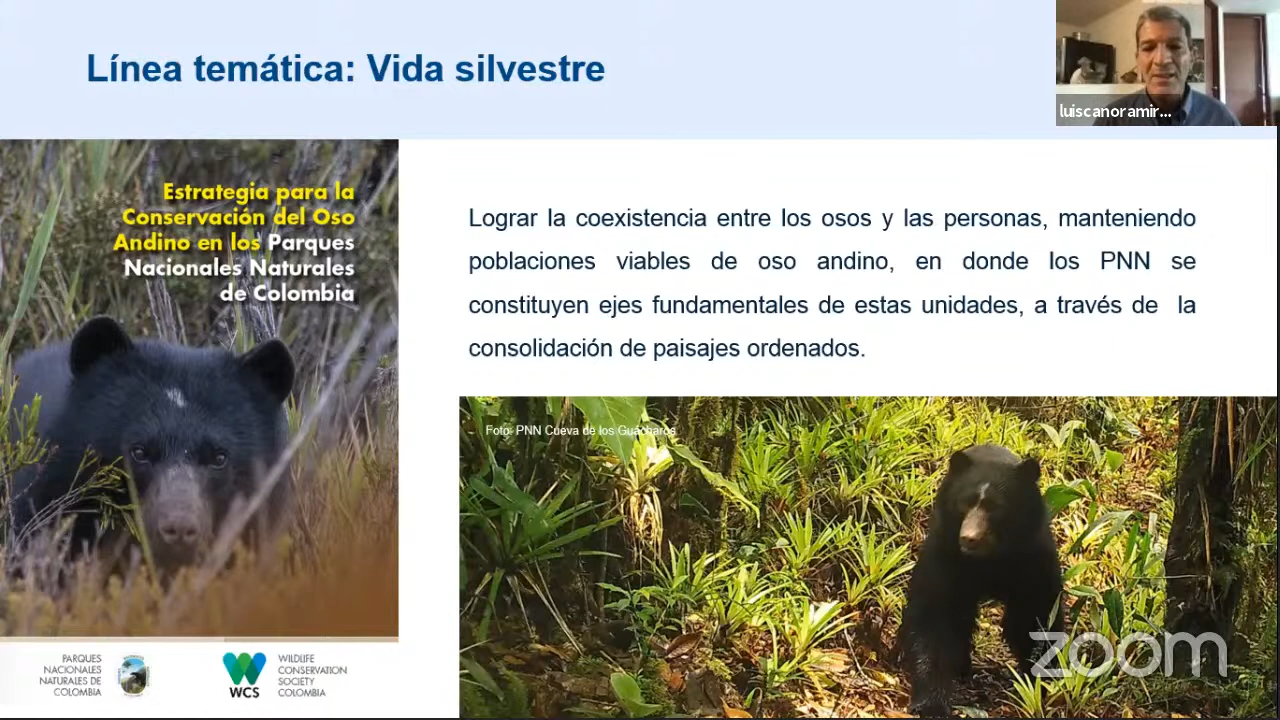 Línea temática: Vida silvestre
luiscanoramir...
Estrategia para la
Conservación del Oso
Andino en los Parques
Nacionales Naturales
de Colombia
Lograr la coexistencia entre los osos y las personas, manteniendo
poblaciones viables de oso andino, en donde los PNN se
constituyen ejes fundamentales de estas unidades, a través de la
consolidación de paisajes ordenados.
Foto: PNN Cueva de los Guácharos
PARQUES
NACIONALES
NATURALES DE
COLOMBIA
WCS
WILDLIFE
CONSERVATION
SOCIETY
COLOMBIA
zoom